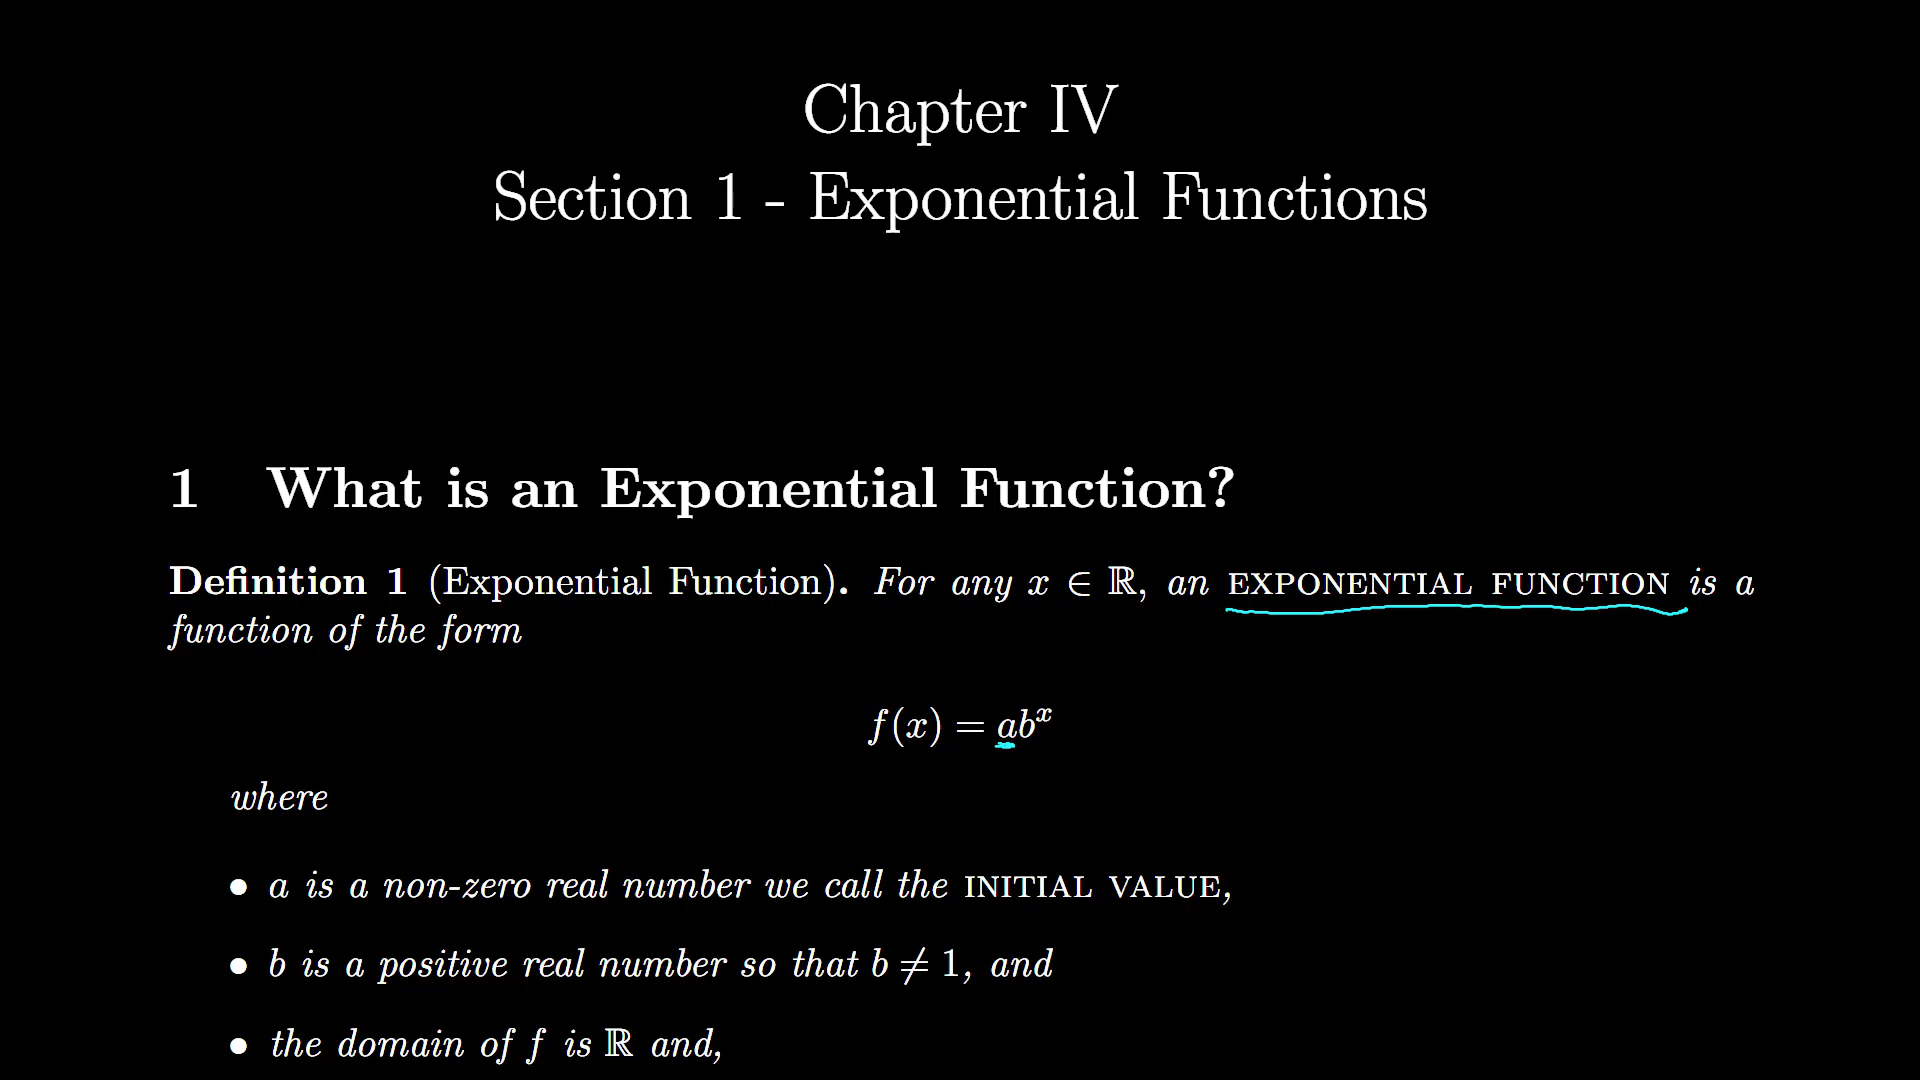 Chapter IV
Section 1 - Exponential Functions
1 What is an Exponential Function?
Definition 1 (Exponential Function). For any x ∈ ℝ, an EXPONENTIAL FUNCTION is a
function of the form
f(x) = abˣ
where
• a is a non-zero real number we call the INITIAL VALUE,
• b is a positive real number so that b ≠ 1, and
• the domain of f is ℝ and,